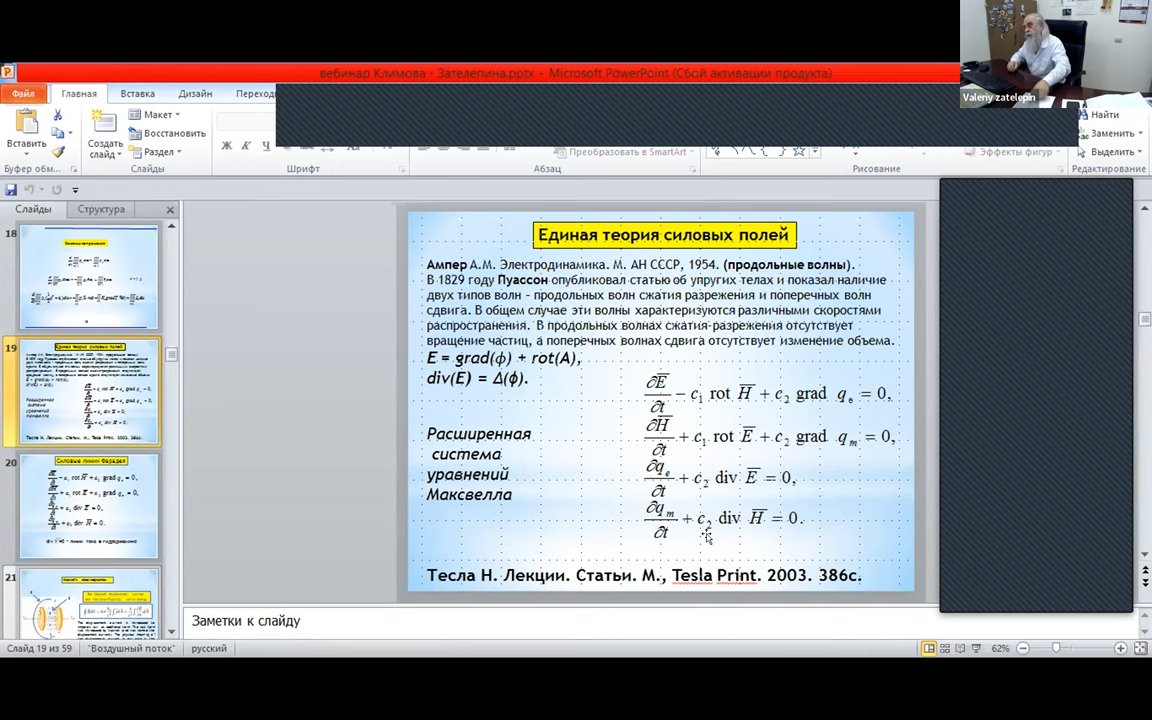 вебинар Климова - Зателепина.pptx - Microsoft PowerPoint (Сбой активации продукта)
Valeriy zatelepin
Файл Главная Вставка Дизайн Переход
Вставить
Создать слайд
Макет
Восстановить
Раздел
Ж К Ч
Преобразовать в SmartArt
Эффекты фигур
Найти
Заменить
Выделить
Буфер обм... Слайды Шрифт Абзац Рисование Редактирование
Слайды Структура
18
19
20
Силовые линии Фарадея
21
Единая теория силовых полей
Ампер А.М. Электродинамика. М. АН СССР, 1954. (продольные волны).
В 1829 году Пуассон опубликовал статью об упругих телах и показал наличие
двух типов волн – продольных волн сжатия разрежения и поперечных волн
сдвига. В общем случае эти волны характеризуются различными скоростями
распространения. В продольных волнах сжатия-разрежения отсутствует
вращение частиц, а поперечных волнах сдвига отсутствует изменение объема.
E = grad(ϕ) + rot(A),
div(E) = Δ(ϕ).
∂E̅/∂t − c₁ rot H̅ + c₂ grad qₑ = 0,
∂H̅/∂t + c₁ rot E̅ + c₂ grad qₘ = 0,
∂qₑ/∂t + c₂ div E̅ = 0,
∂qₘ/∂t + c₂ div H̅ = 0.
Расширенная
система
уравнений
Максвелла
Тесла Н. Лекции. Статьи. М., Tesla Print. 2003. 386с.
Заметки к слайду
Слайд 19 из 59 "Воздушный поток" русский 62%